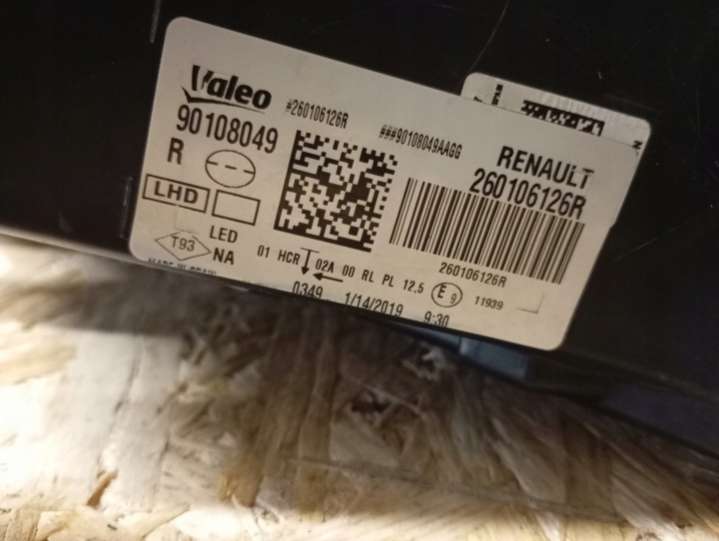 Valeo
#260106126R
###90108049AAGG
90108049
RENAULT
260106126R
R
LHD
260106126R
T93
LED
NA
01 HCR 02A 00 RL PL 12.5 E9 11939
0349 1/14/2019 9:30